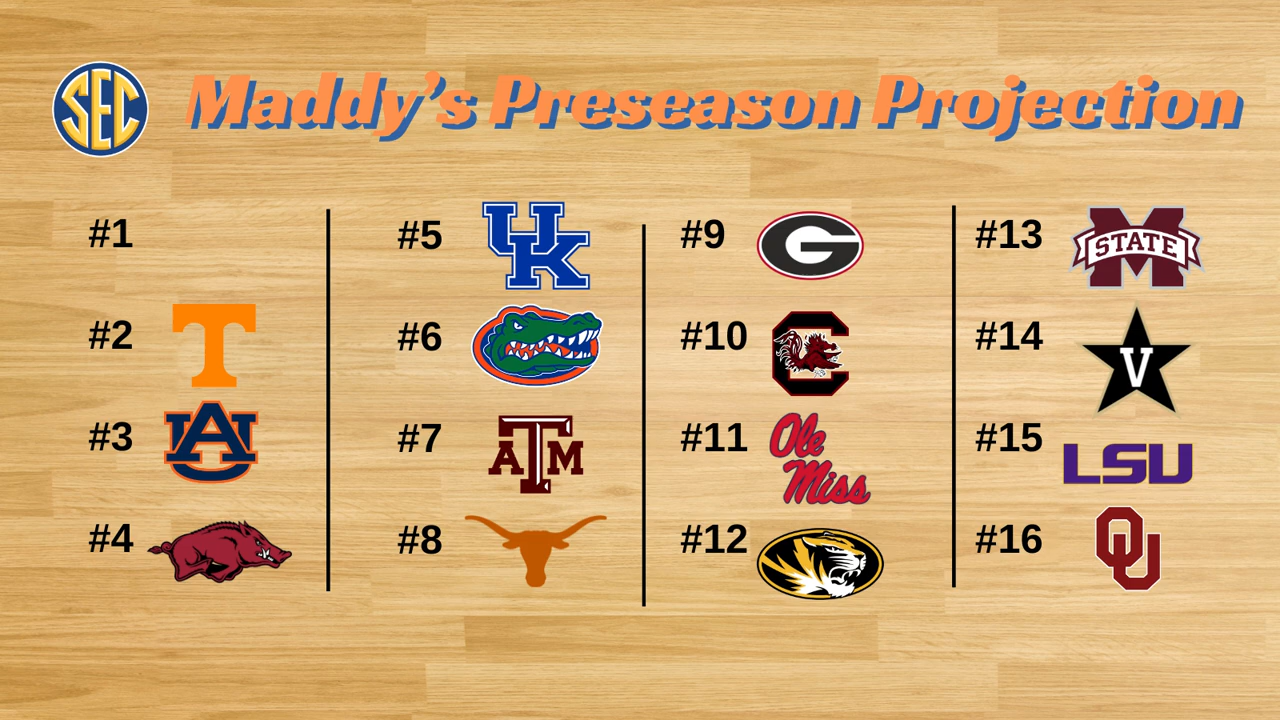 SEC
Maddy's Preseason Projection
#1
#2 T
#3 AU
#4
#5 UK
#6
#7 ATM
#8
#9 G
#10 C
#11 Ole
Miss
#12
#13 M
STATE
#14 V
#15 LSU
#16 OU